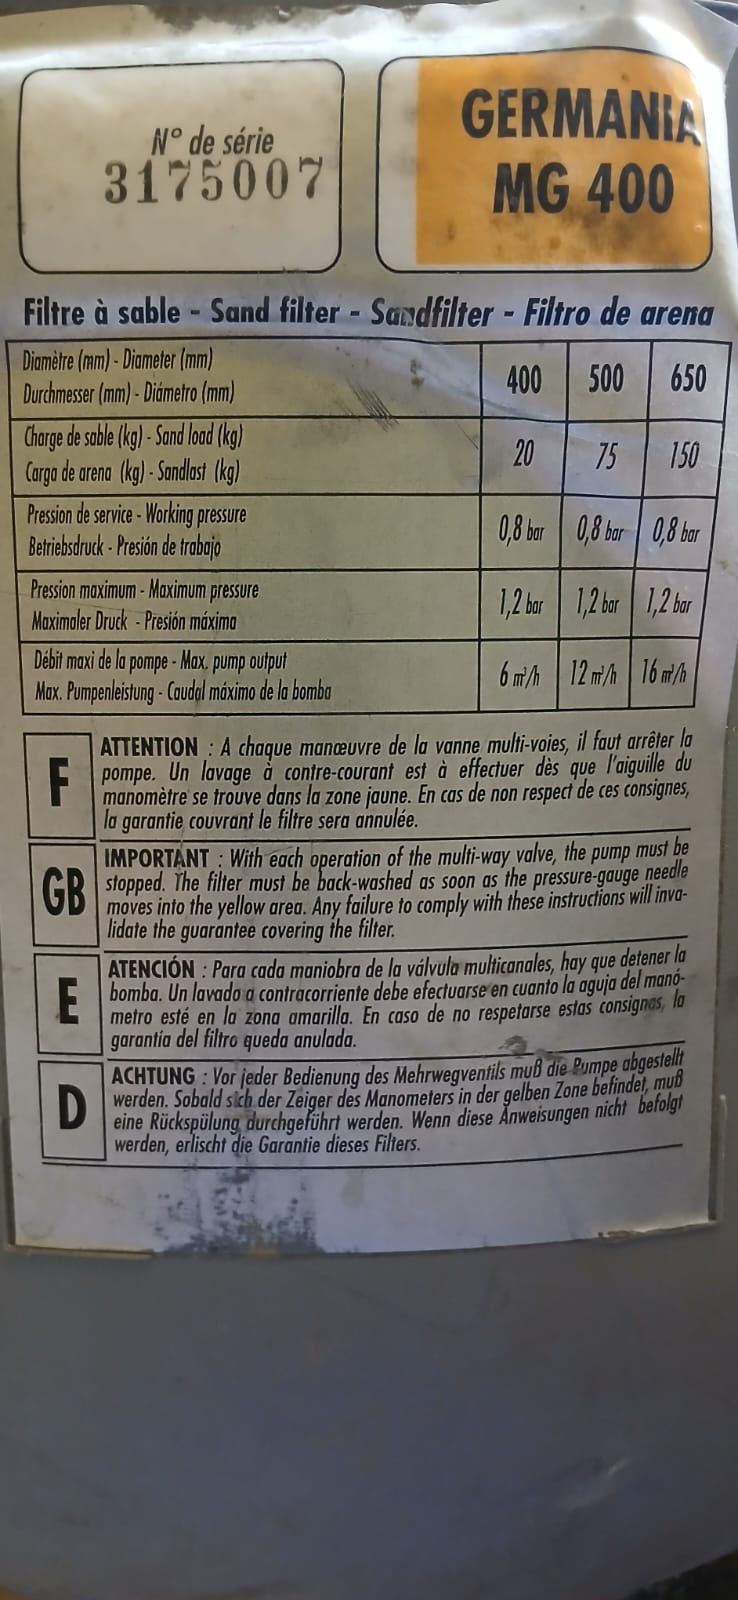 N° de série
3175007
GERMANIA
MG 400
Filtre à sable - Sand filter - Sandfilter - Filtro de arena
Diamètre (mm) - Diameter (mm)
Durchmesser (mm) - Diámetro (mm)
400 500 650
Charge de sable (kg) - Sand load (kg)
Carga de arena (kg) - Sandlast (kg)
20 75 150
Pression de service - Working pressure
Betriebsdruck - Presión de trabajo
0,8 bar 0,8 bar 0,8 bar
Pression maximum - Maximum pressure
Maximaler Druck - Presión máxima
1,2 bar 1,2 bar 1,2 bar
Débit maxi de la pompe - Max. pump output
Max. Pumpenleistung - Caudal máximo de la bomba
6 m³/h 12 m³/h 16 m³/h
F
ATTENTION : A chaque manœuvre de la vanne multi-voies, il faut arrêter la
pompe. Un lavage à contre-courant est à effectuer dès que l'aiguille du
manomètre se trouve dans la zone jaune. En cas de non respect de ces consignes,
la garantie couvrant le filtre sera annulée.
GB
IMPORTANT : With each operation of the multi-way valve, the pump must be
stopped. The filter must be back-washed as soon as the pressure-gauge needle
moves into the yellow area. Any failure to comply with these instructions will inva-
lidate the guarantee covering the filter.
E
ATENCIÓN : Para cada maniobra de la válvula multicanales, hay que detener la
bomba. Un lavado a contracorriente debe efectuarse en cuanto la aguja del manó-
metro esté en la zona amarilla. En caso de no respetarse estas consignas, la
garantía del filtro queda anulada.
D
ACHTUNG : Vor jeder Bedienung des Mehrwegventils muß die Pumpe abgestellt
werden. Sobald sich der Zeiger des Manometers in der gelben Zone befindet, muß
eine Rückspülung durchgeführt werden. Wenn diese Anweisungen nicht befolgt
werden, erlischt die Garantie dieses Filters.